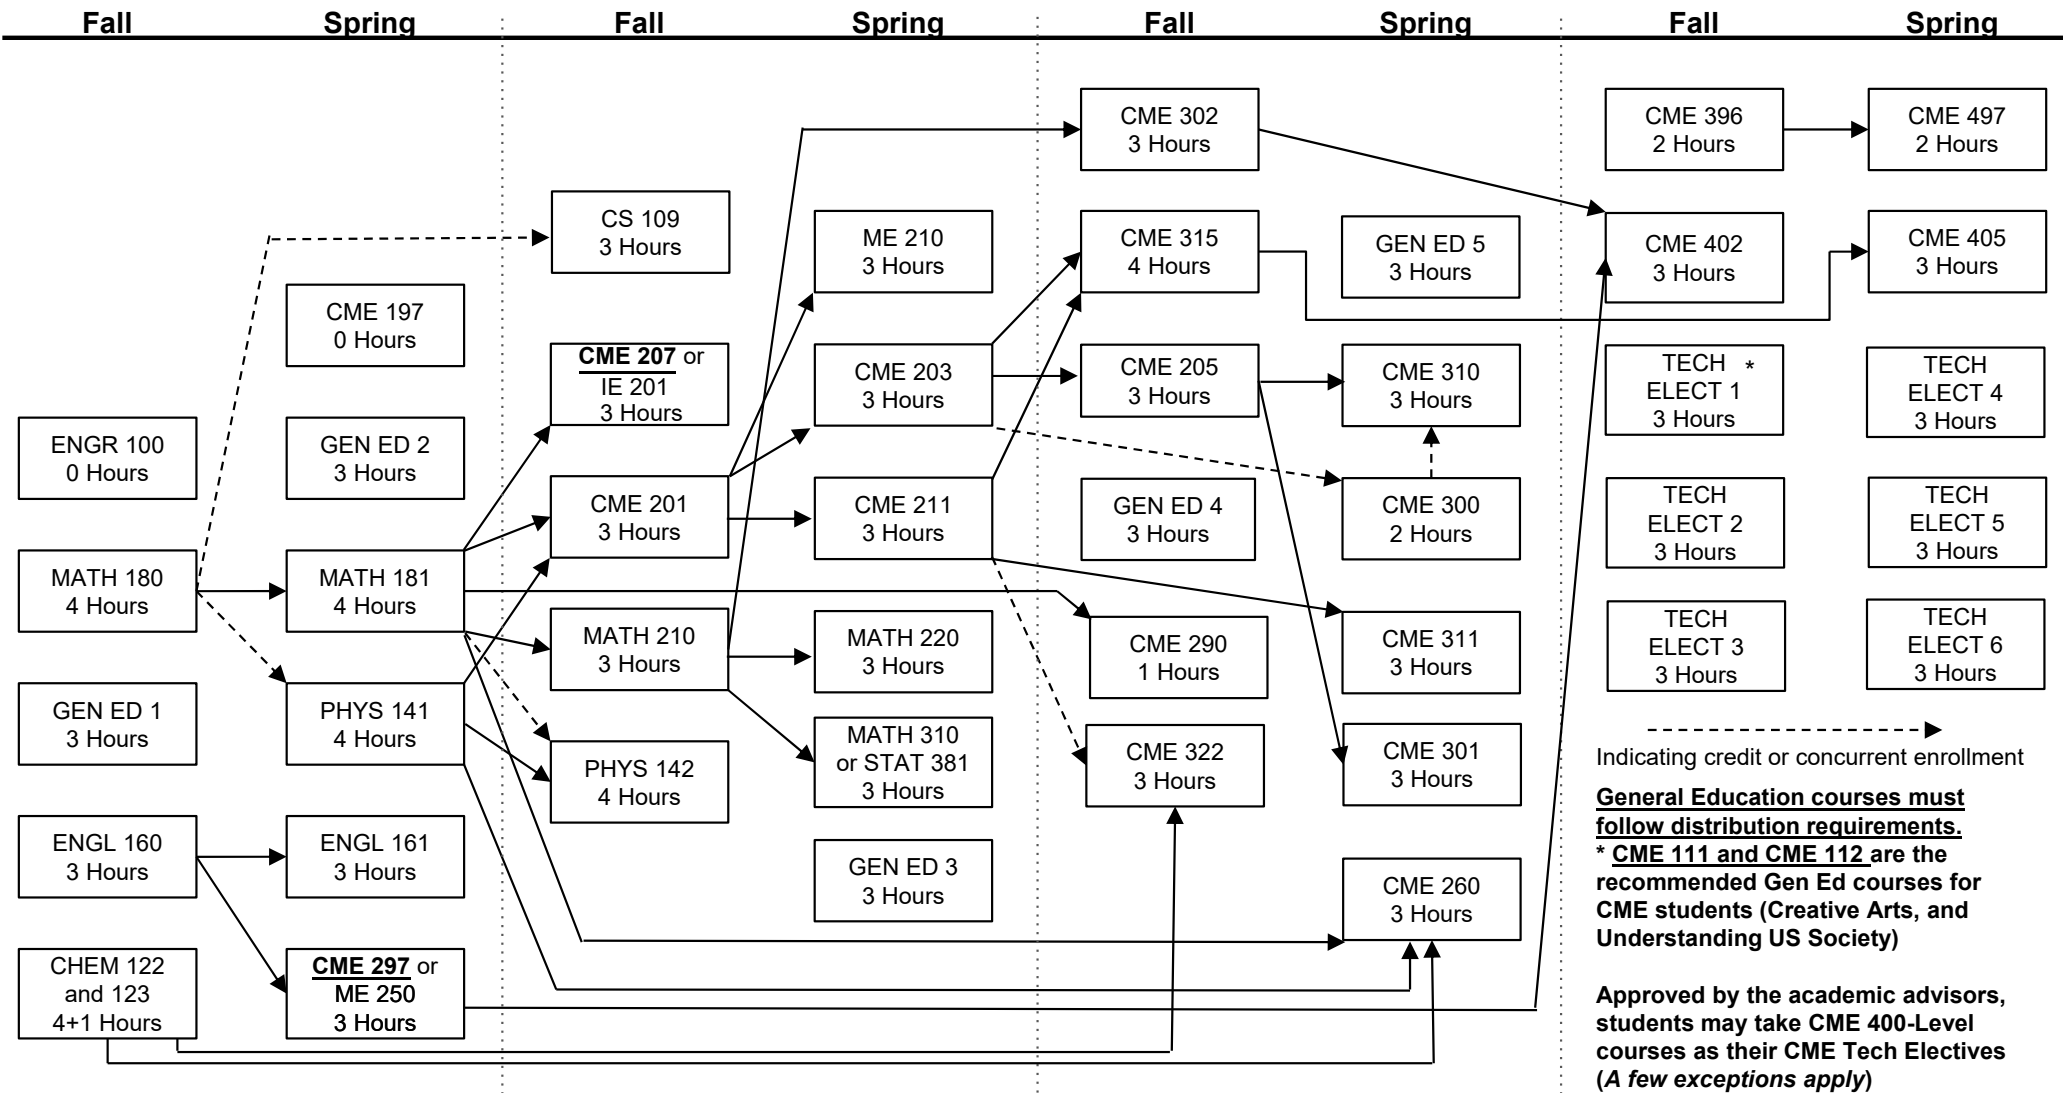 Fall
Spring
Fall
Spring
Fall
Spring
Fall
Spring
ENGR 100
0 Hours
MATH 180
4 Hours
GEN ED 1
3 Hours
ENGL 160
3 Hours
CHEM 122
and 123
4+1 Hours
CME 197
0 Hours
GEN ED 2
3 Hours
MATH 181
4 Hours
PHYS 141
4 Hours
ENGL 161
3 Hours
CME 297 or
ME 250
3 Hours
CS 109
3 Hours
CME 207 or
IE 201
3 Hours
CME 201
3 Hours
MATH 210
3 Hours
PHYS 142
4 Hours
ME 210
3 Hours
CME 203
3 Hours
CME 211
3 Hours
MATH 220
3 Hours
MATH 310
or STAT 381
3 Hours
GEN ED 3
3 Hours
CME 302
3 Hours
CME 315
4 Hours
CME 205
3 Hours
GEN ED 4
3 Hours
CME 290
1 Hours
CME 322
3 Hours
GEN ED 5
3 Hours
CME 310
3 Hours
CME 300
2 Hours
CME 311
3 Hours
CME 301
3 Hours
CME 260
3 Hours
CME 396
2 Hours
CME 402
3 Hours
TECH *
ELECT 1
3 Hours
TECH
ELECT 2
3 Hours
TECH
ELECT 3
3 Hours
CME 497
2 Hours
CME 405
3 Hours
TECH
ELECT 4
3 Hours
TECH
ELECT 5
3 Hours
TECH
ELECT 6
3 Hours
Indicating credit or concurrent enrollment
General Education courses must
follow distribution requirements.
* CME 111 and CME 112 are the
recommended Gen Ed courses for
CME students (Creative Arts, and
Understanding US Society)
Approved by the academic advisors,
students may take CME 400-Level
courses as their CME Tech Electives
(A few exceptions apply)